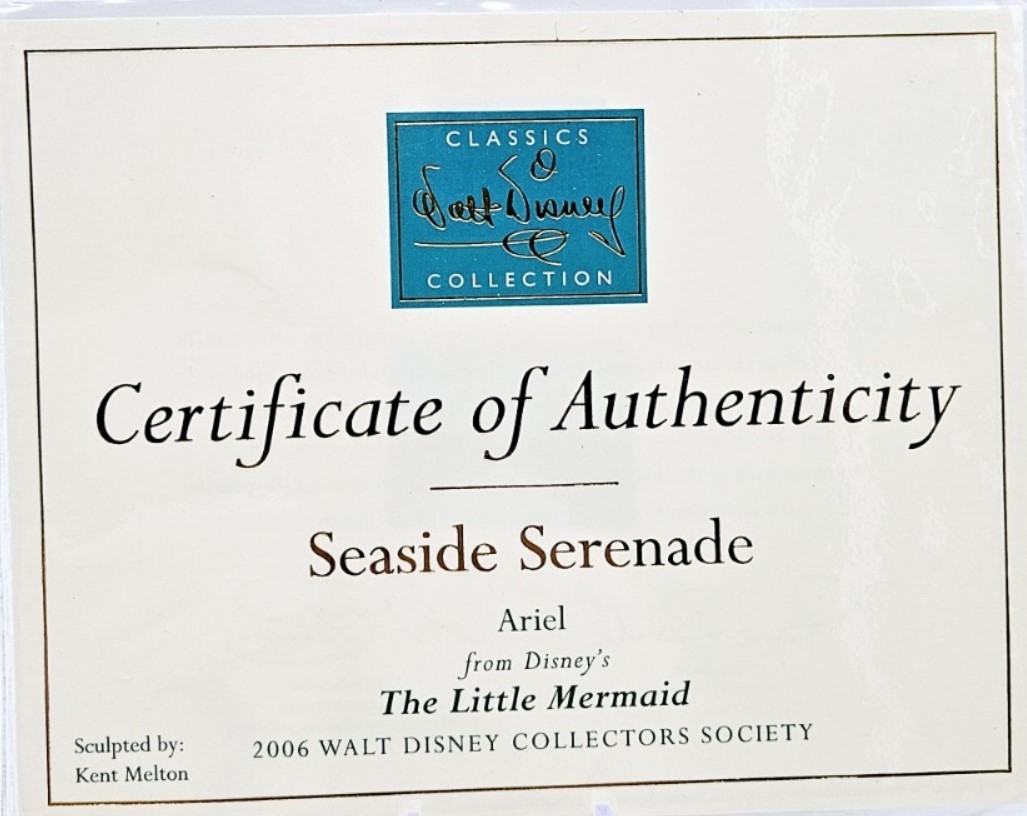 CLASSICS
Walt Disney
COLLECTION
Certificate of Authenticity
Seaside Serenade
Ariel
from Disney's
The Little Mermaid
2006 WALT DISNEY COLLECTORS SOCIETY
Sculpted by:
Kent Melton